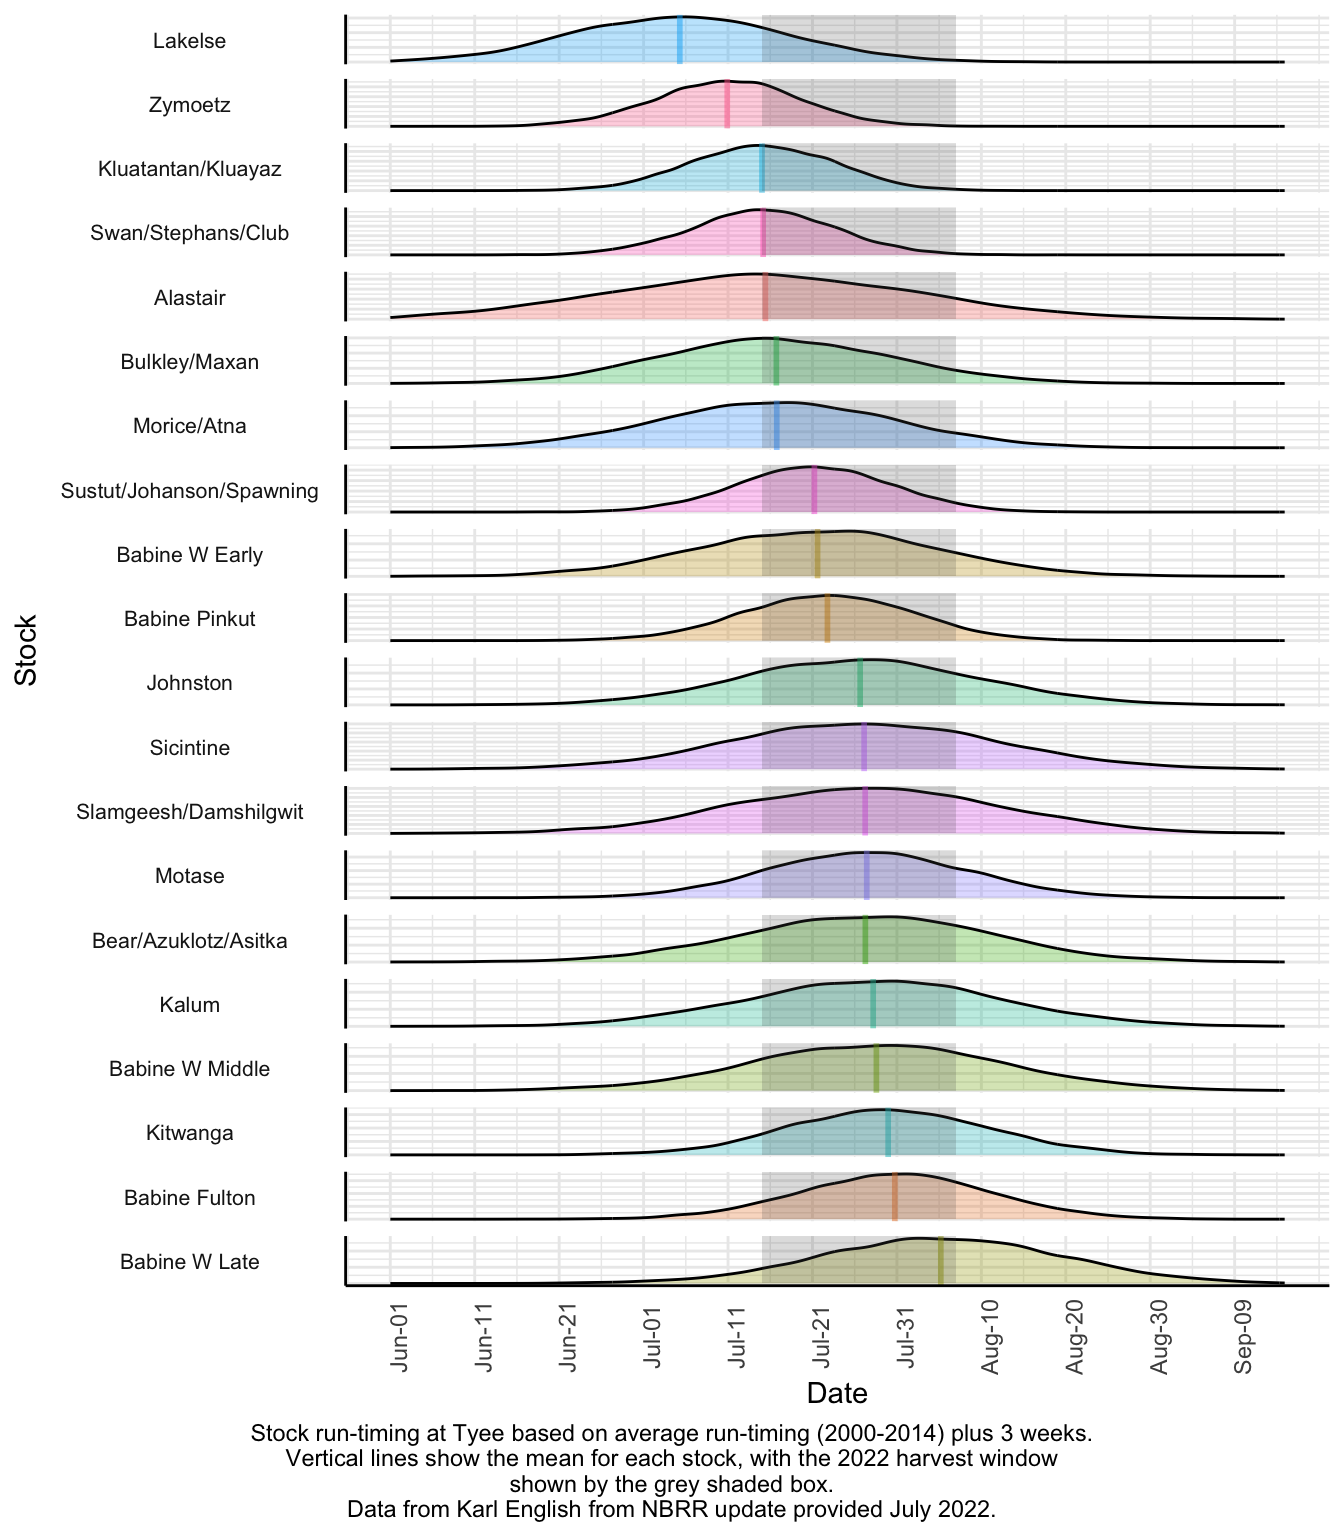 Lakelse
Zymoetz
Kluatantan/Kluayaz
Swan/Stephans/Club
Alastair
Bulkley/Maxan
Morice/Atna
Sustut/Johanson/Spawning
Babine W Early
Babine Pinkut
Johnston
Sicintine
Slamgeesh/Damshilgwit
Motase
Bear/Azuklotz/Asitka
Kalum
Babine W Middle
Kitwanga
Babine Fulton
Babine W Late
Stock
Jun-01
Jun-11
Jun-21
Jul-01
Jul-11
Jul-21
Jul-31
Aug-10
Aug-20
Aug-30
Sep-09
Date
Stock run-timing at Tyee based on average run-timing (2000-2014) plus 3 weeks.
Vertical lines show the mean for each stock, with the 2022 harvest window
shown by the grey shaded box.
Data from Karl English from NBRR update provided July 2022.